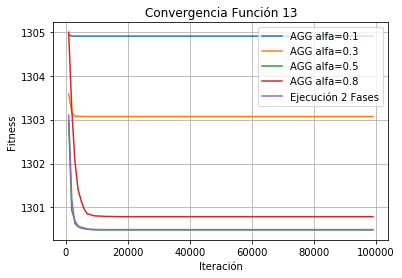 Convergencia Función 13
1305
1304
1303
1302
1301
Fitness
AGG alfa=0.1
AGG alfa=0.3
AGG alfa=0.5
AGG alfa=0.8
Ejecución 2 Fases
0 20000 40000 60000 80000 100000
Iteración